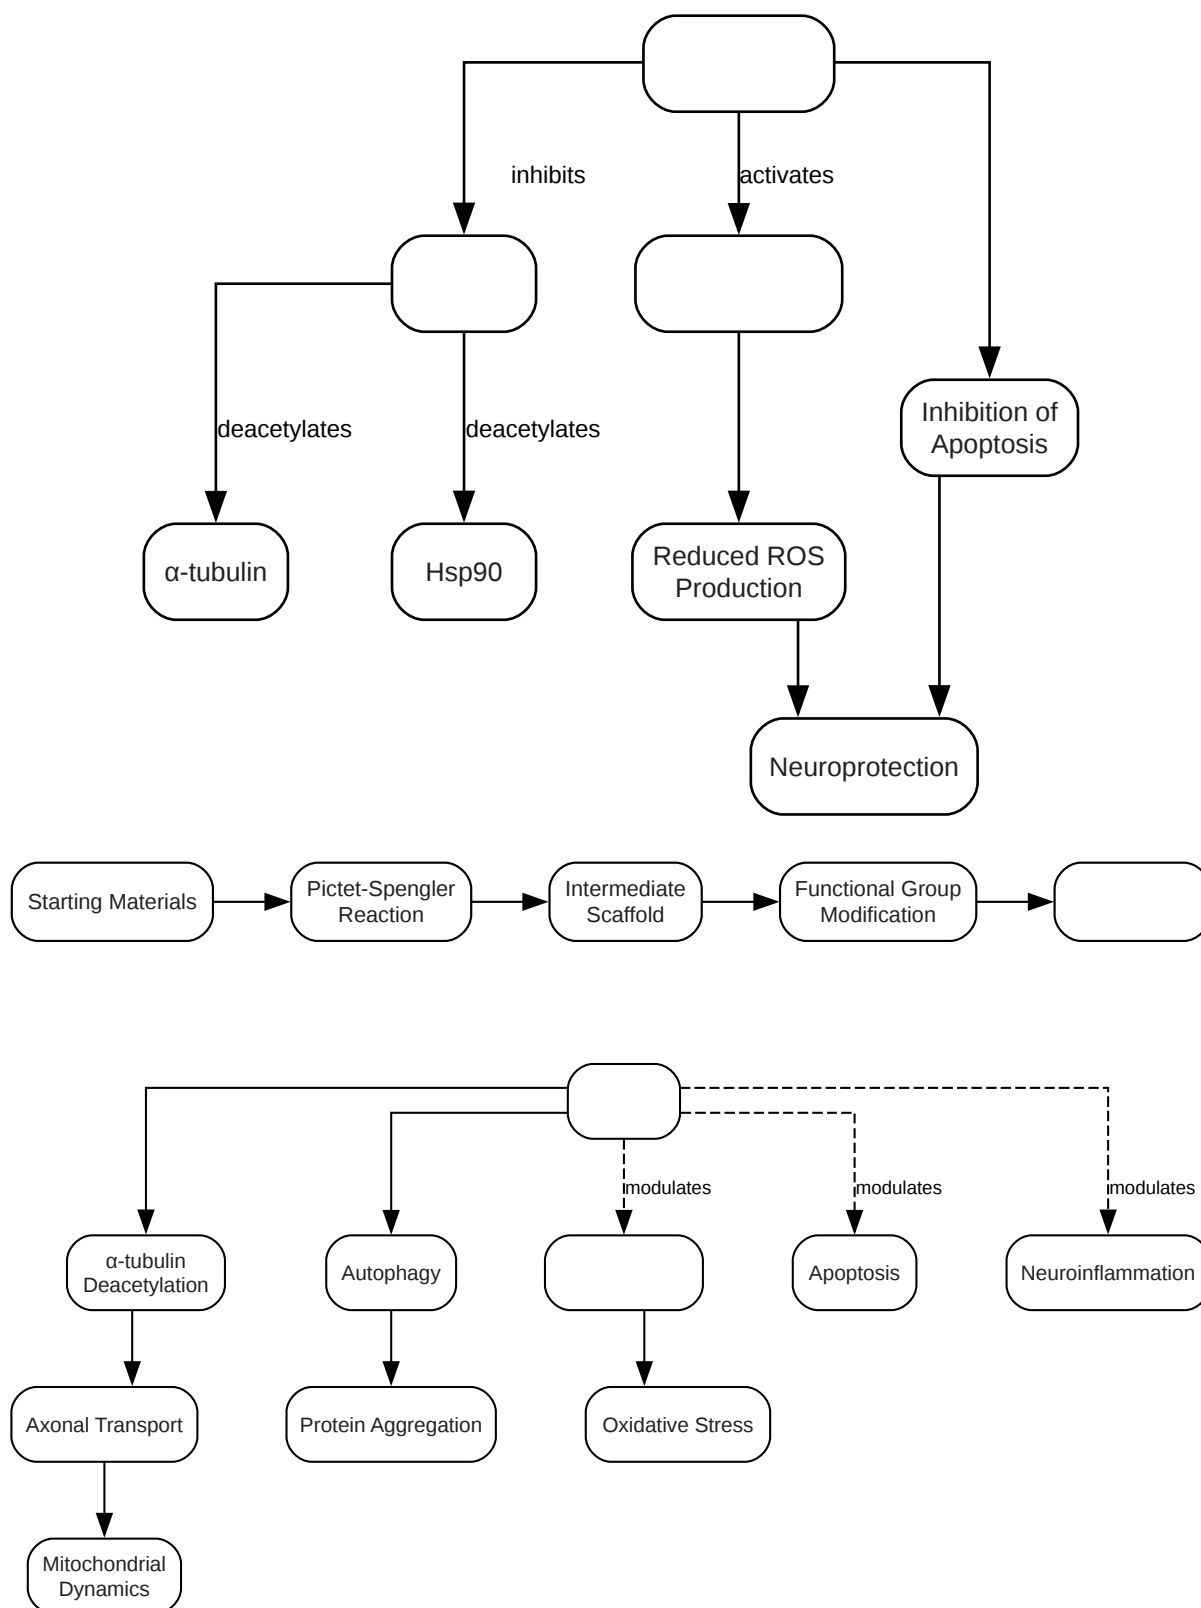 inhibits
activates
deacetylates
deacetylates
Inhibition of
Apoptosis
α-tubulin
Hsp90
Reduced ROS
Production
Neuroprotection
Starting Materials
Pictet-Spengler
Reaction
Intermediate
Scaffold
Functional Group
Modification
modulates
modulates
modulates
α-tubulin
Deacetylation
Autophagy
Apoptosis
Neuroinflammation
Axonal Transport
Protein Aggregation
Oxidative Stress
Mitochondrial
Dynamics